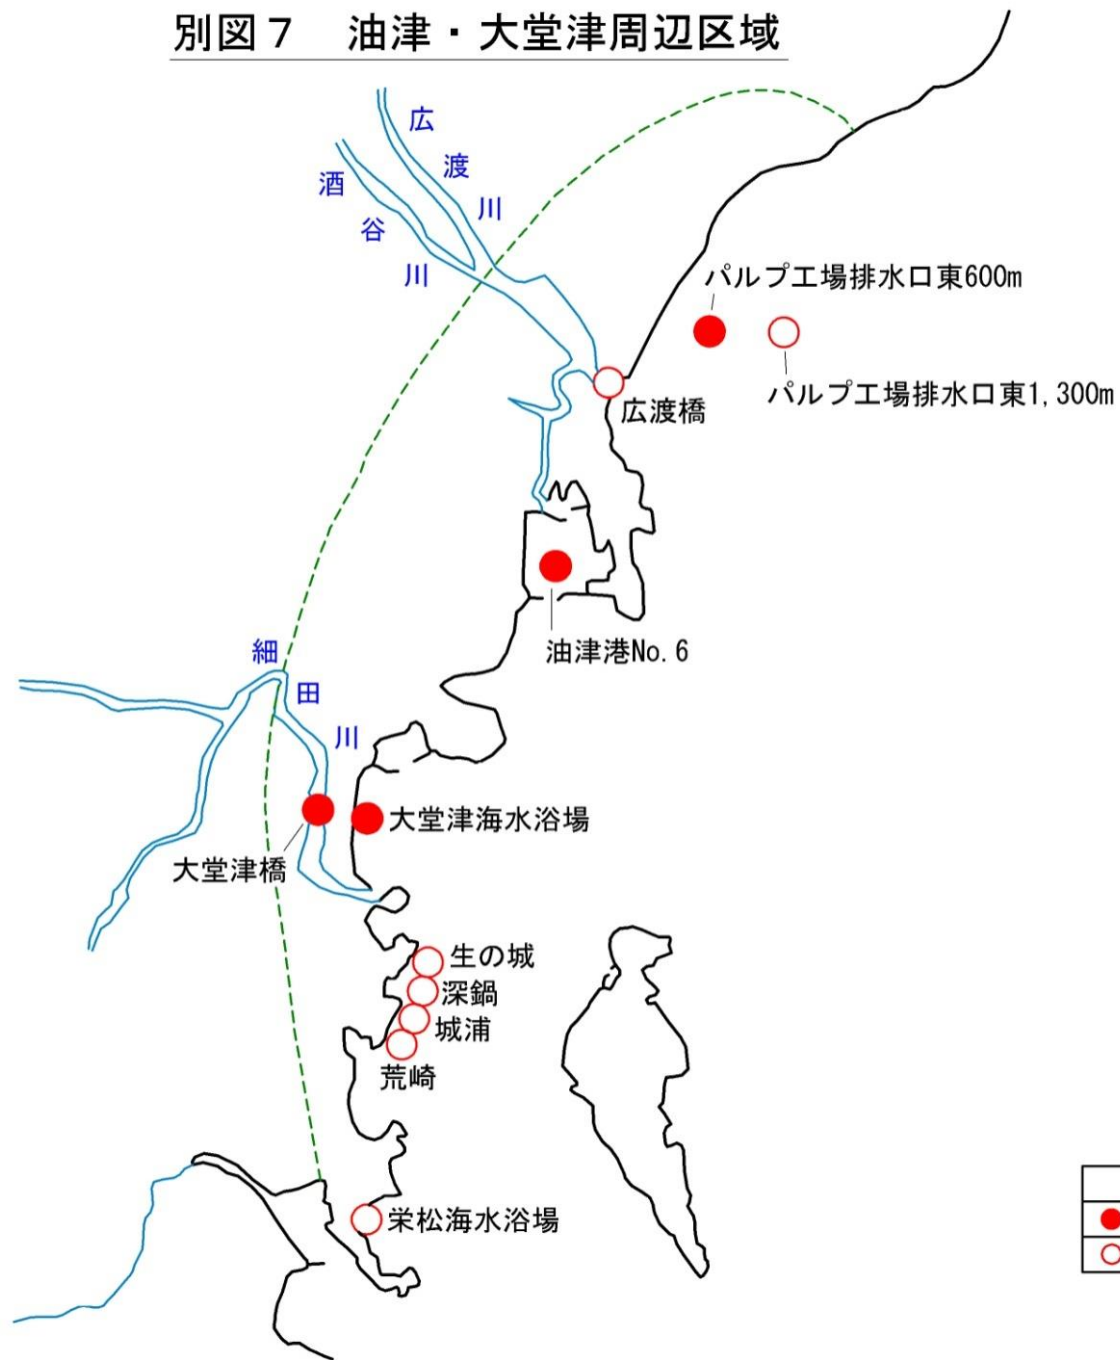 別図７　油津・大堂津周辺区域
広渡川
酒谷川
パルプ工場排水口東600m
パルプ工場排水口東1,300m
広渡橋
油津港No.6
細田川
大堂津海水浴場
大堂津橋
生の城
深鍋
城浦
荒崎
栄松海水浴場